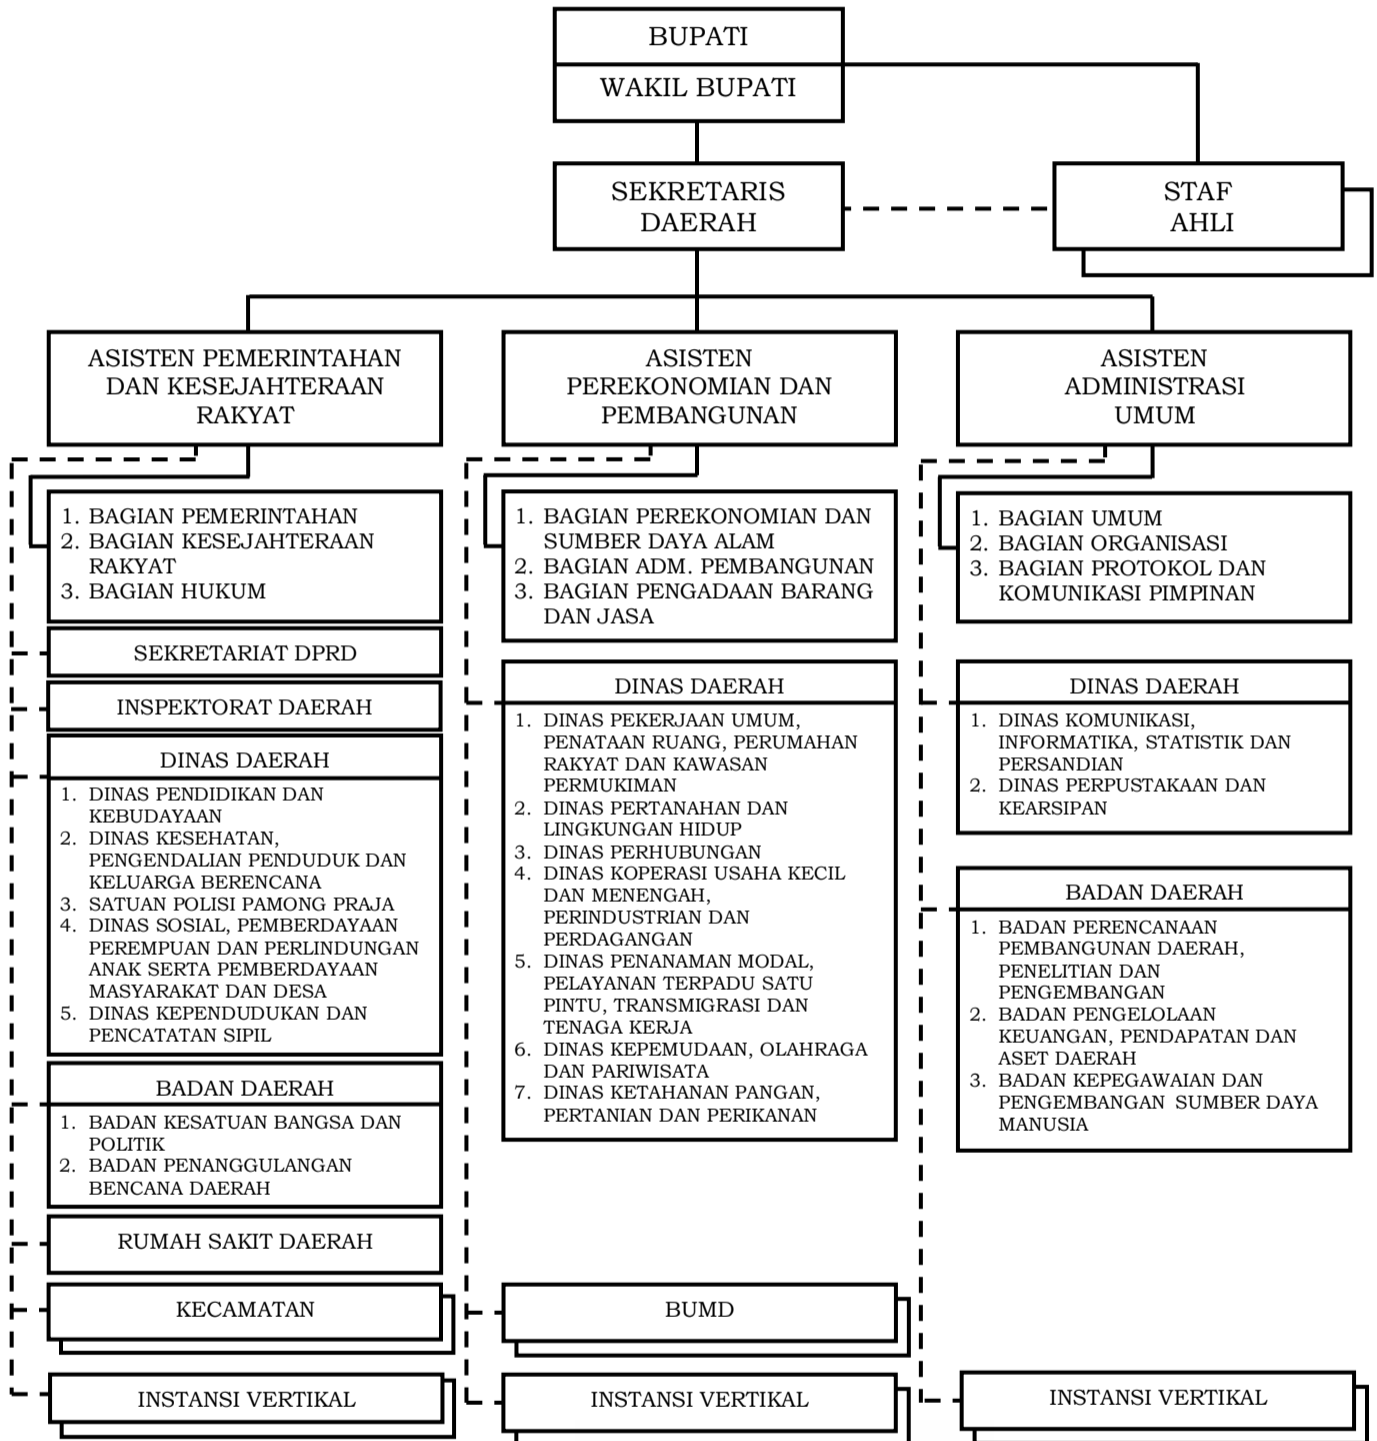 BUPATI
WAKIL BUPATI
SEKRETARIS
DAERAH
STAF
AHLI
ASISTEN PEMERINTAHAN
DAN KESEJAHTERAAN
RAKYAT
1. BAGIAN PEMERINTAHAN
2. BAGIAN KESEJAHTERAAN
RAKYAT
3. BAGIAN HUKUM
SEKRETARIAT DPRD
INSPEKTORAT DAERAH
DINAS DAERAH
1. DINAS PENDIDIKAN DAN
KEBUDAYAAN
2. DINAS KESEHATAN,
PENGENDALIAN PENDUDUK DAN
KELUARGA BERENCANA
3. SATUAN POLISI PAMONG PRAJA
4. DINAS SOSIAL, PEMBERDAYAAN
PEREMPUAN DAN PERLINDUNGAN
ANAK SERTA PEMBERDAYAAN
MASYARAKAT DAN DESA
5. DINAS KEPENDUDUKAN DAN
PENCATATAN SIPIL
BADAN DAERAH
1. BADAN KESATUAN BANGSA DAN
POLITIK
2. BADAN PENANGGULANGAN
BENCANA DAERAH
RUMAH SAKIT DAERAH
KECAMATAN
INSTANSI VERTIKAL
ASISTEN
PEREKONOMIAN DAN
PEMBANGUNAN
1. BAGIAN PEREKONOMIAN DAN
SUMBER DAYA ALAM
2. BAGIAN ADM. PEMBANGUNAN
3. BAGIAN PENGADAAN BARANG
DAN JASA
DINAS DAERAH
1. DINAS PEKERJAAN UMUM,
PENATAAN RUANG, PERUMAHAN
RAKYAT DAN KAWASAN
PERMUKIMAN
2. DINAS PERTANAHAN DAN
LINGKUNGAN HIDUP
3. DINAS PERHUBUNGAN
4. DINAS KOPERASI USAHA KECIL
DAN MENENGAH,
PERINDUSTRIAN DAN
PERDAGANGAN
5. DINAS PENANAMAN MODAL,
PELAYANAN TERPADU SATU
PINTU, TRANSMIGRASI DAN
TENAGA KERJA
6. DINAS KEPEMUDAAN, OLAHRAGA
DAN PARIWISATA
7. DINAS KETAHANAN PANGAN,
PERTANIAN DAN PERIKANAN
BUMD
INSTANSI VERTIKAL
ASISTEN
ADMINISTRASI
UMUM
1. BAGIAN UMUM
2. BAGIAN ORGANISASI
3. BAGIAN PROTOKOL DAN
KOMUNIKASI PIMPINAN
DINAS DAERAH
1. DINAS KOMUNIKASI,
INFORMATIKA, STATISTIK DAN
PERSANDIAN
2. DINAS PERPUSTAKAAN DAN
KEARSIPAN
BADAN DAERAH
1. BADAN PERENCANAAN
PEMBANGUNAN DAERAH,
PENELITIAN DAN
PENGEMBANGAN
2. BADAN PENGELOLAAN
KEUANGAN, PENDAPATAN DAN
ASET DAERAH
3. BADAN KEPEGAWAIAN DAN
PENGEMBANGAN SUMBER DAYA
MANUSIA
INSTANSI VERTIKAL